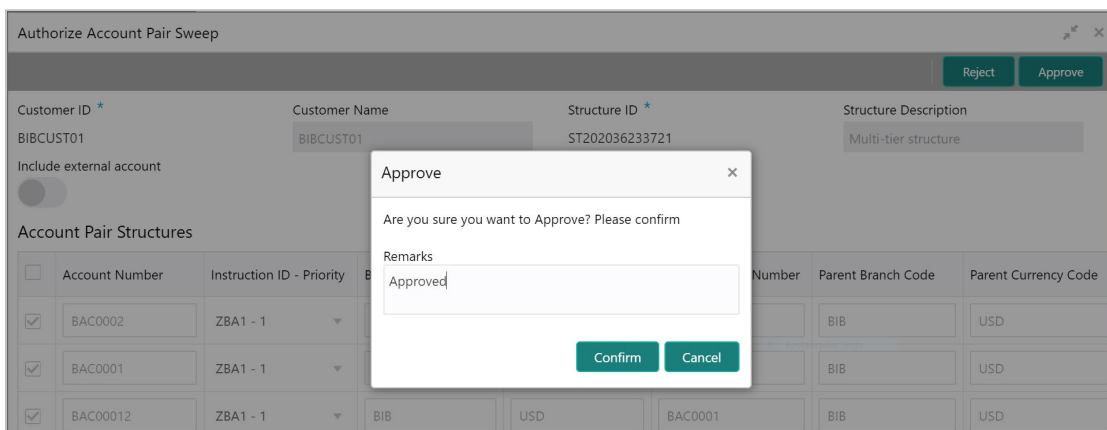 Authorize Account Pair Sweep
Reject Approve
Customer ID * Customer Name Structure ID * Structure Description
BIBCUST01 BIBCUST01 ST202036233721 Multi-tier structure
Include external account
Approve
Are you sure you want to Approve? Please confirm
Remarks
Approved
Confirm Cancel
Account Pair Structures
Account Number Instruction ID - Priority Number Parent Branch Code Parent Currency Code
BAC0002 ZBA1 - 1 BIB USD
BAC0001 ZBA1 - 1 BIB USD
BAC00012 ZBA1 - 1 BIB USD BAC0001 BIB USD